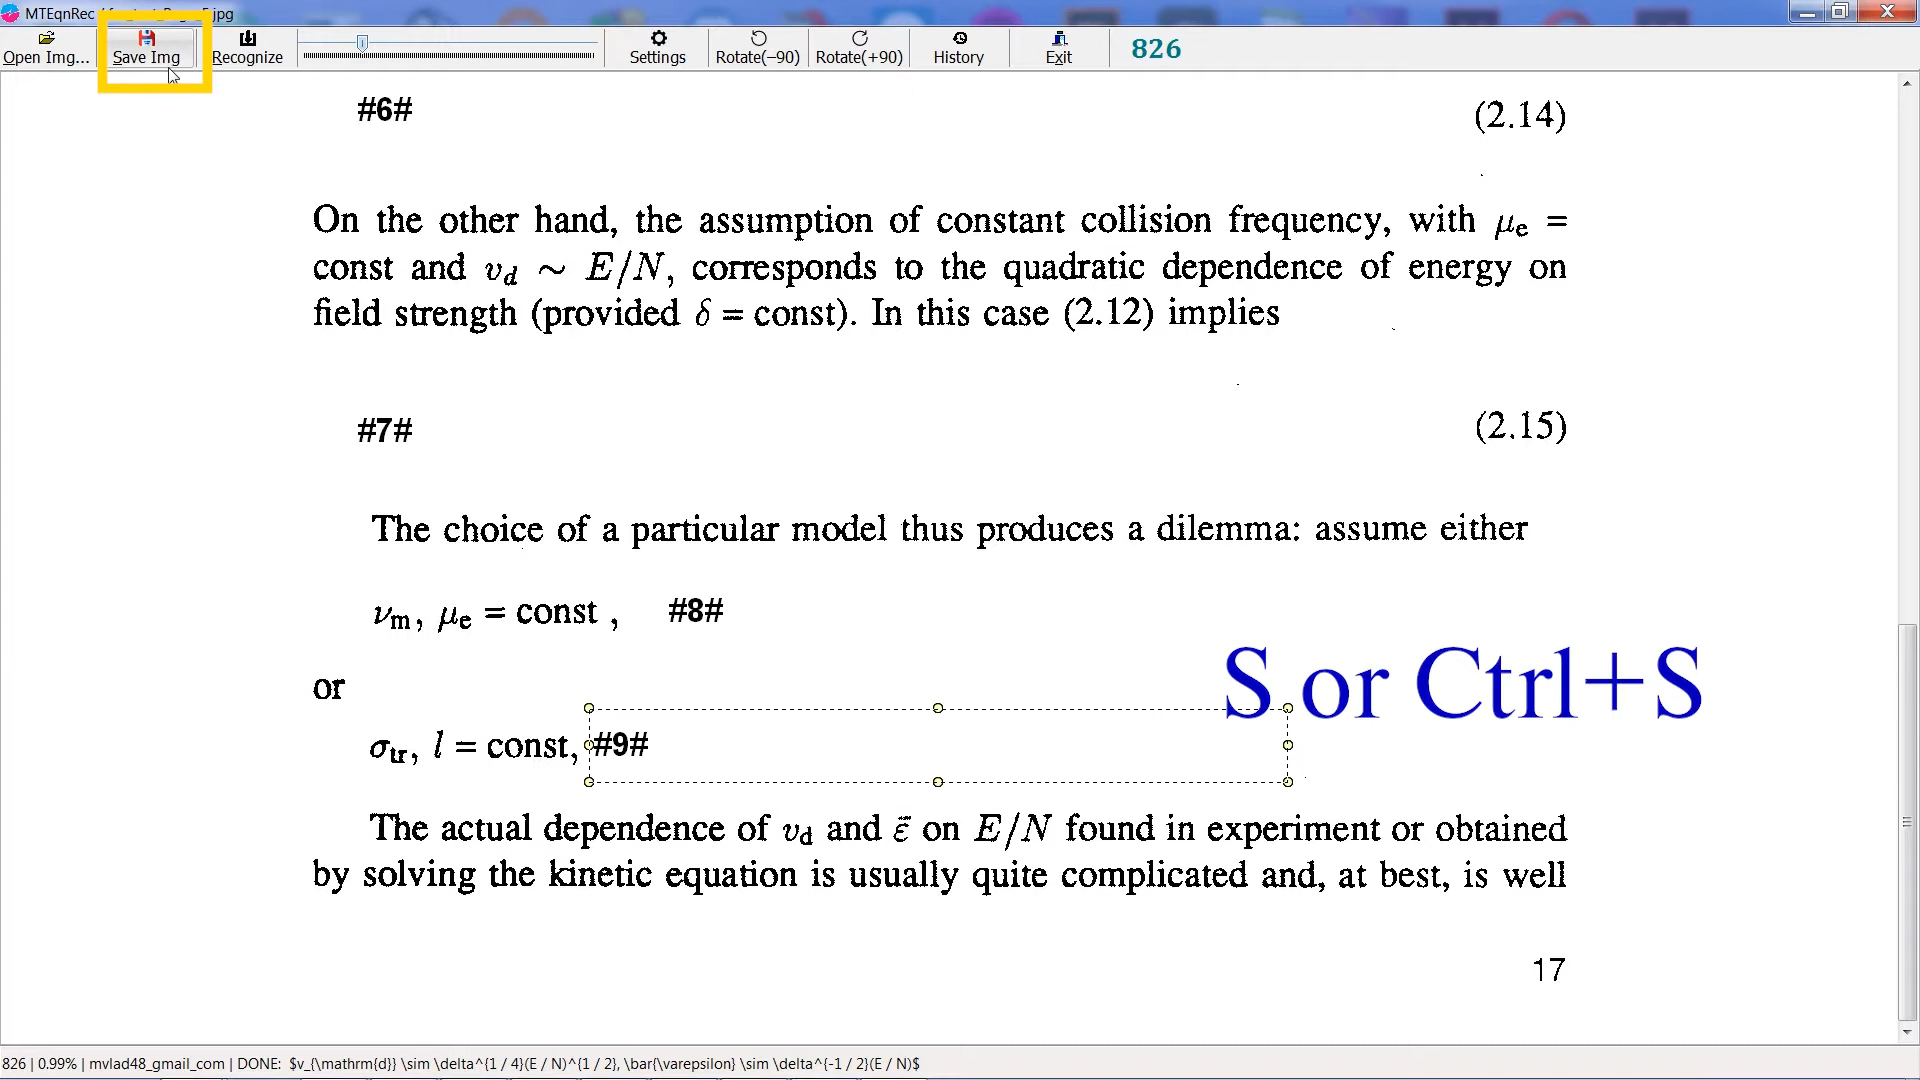 MTEqnRec
Open Img... Save Img Recognize Settings Rotate(–90) Rotate(+90) History Exit 826
#6# (2.14)
On the other hand, the assumption of constant collision frequency, with μe =
const and vd ∼ E/N, corresponds to the quadratic dependence of energy on
field strength (provided δ = const). In this case (2.12) implies
#7# (2.15)
The choice of a particular model thus produces a dilemma: assume either
νm, μe = const , #8#
S or Ctrl+S
or
σtr, l = const, #9#
The actual dependence of vd and ε̄ on E/N found in experiment or obtained
by solving the kinetic equation is usually quite complicated and, at best, is well
17
826 | 0.99% | mvlad48_gmail_com | DONE: $v_{\mathrm{d}} \sim \delta^{1 / 4}(E / N)^{1 / 2}, \bar{\varepsilon} \sim \delta^{-1 / 2}(E / N)$